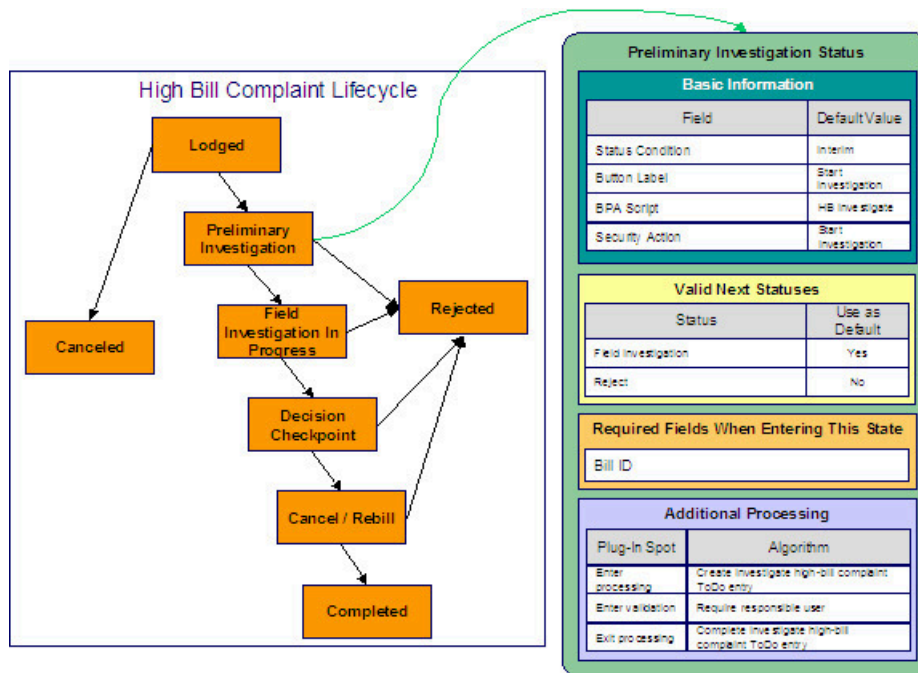 High Bill Complaint Lifecycle
Lodged
Preliminary
Investigation
Field
Investigation In
Progress
Rejected
Canceled
Decision
Checkpoint
Cancel / Rebill
Completed
Preliminary Investigation Status
Basic Information
Field Default Value
Status Condition Interim
Button Label Start
Investigation
BPA Script HB Investigate
Security Action Start
Investigation
Valid Next Statuses
Status Use as
Default
Field Investigation Yes
Reject No
Required Fields When Entering This State
Bill ID
Additional Processing
Plug-In Spot Algorithm
Enter
processing Create investigate high-bill complaint
ToDo entry
Enter validation Require responsible user
Exit processing Complete investigate high-bill
complaint ToDo entry